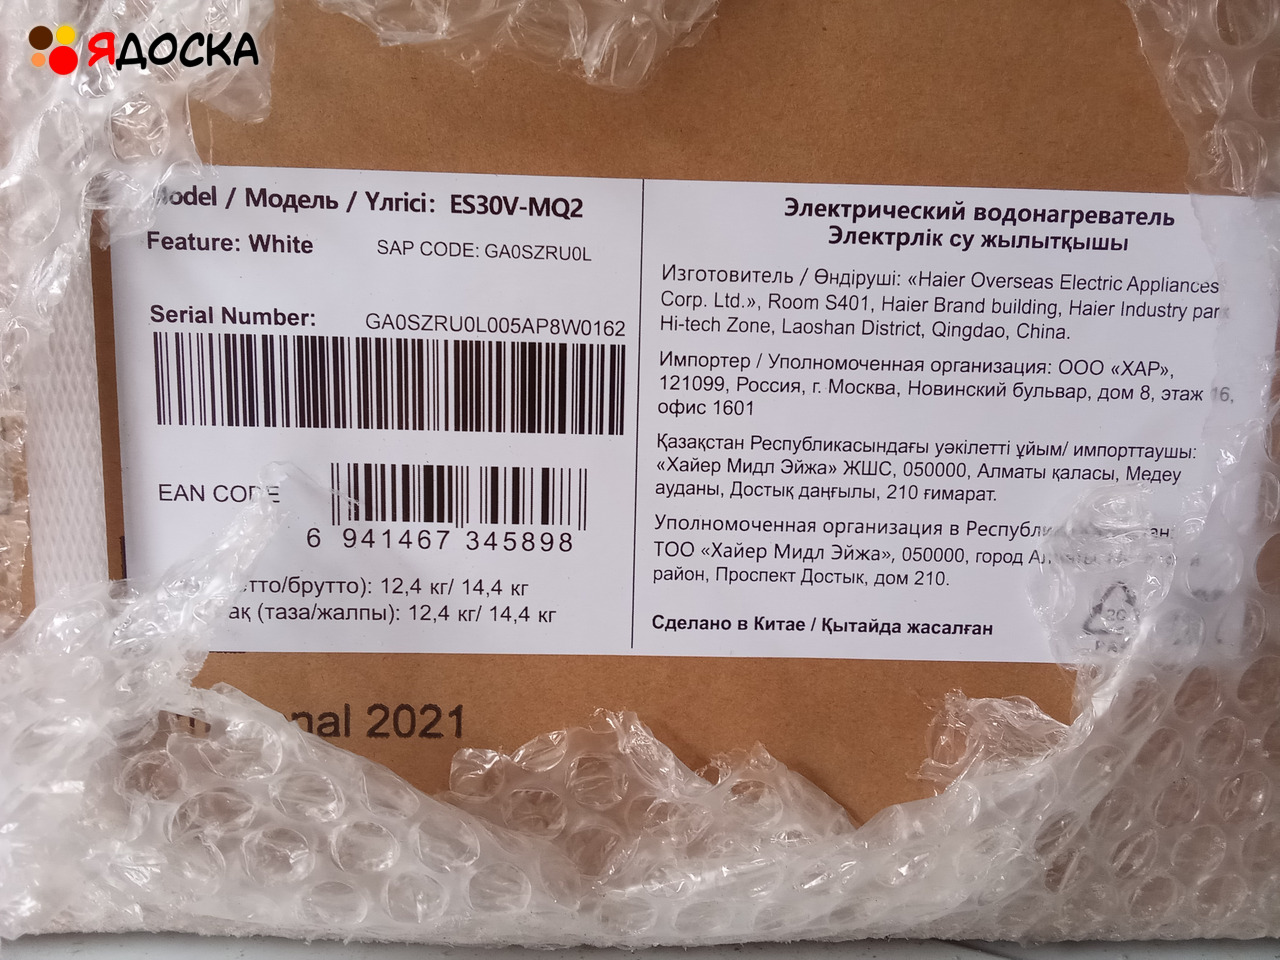 ЯДОСКА
Model / Модель / Үлгісі: ES30V-MQ2
Feature: White
SAP CODE: GA0SZRU0L
Serial Number:
GA0SZRU0L005AP8W0162
EAN CODE
6 941467 345898
(нетто/брутто): 12,4 кг/ 14,4 кг
(таза/жалпы): 12,4 кг/ 14,4 кг
2021
Электрический водонагреватель
Электрлік су жылытқышы
Изготовитель / Өндіруші: «Haier Overseas Electric Appliances
Corp. Ltd.», Room S401, Haier Brand building, Haier Industry park
Hi-tech Zone, Laoshan District, Qingdao, China.
Импортер / Уполномоченная организация: ООО «ХАР»,
121099, Россия, г. Москва, Новинский бульвар, дом 8, этаж 16,
офис 1601
Қазақстан Республикасындағы уәкілетті ұйым/ импорттаушы:
«Хайер Мидл Эйжа» ЖШС, 050000, Алматы қаласы, Медеу
ауданы, Достық даңғылы, 210 ғимарат.
Уполномоченная организация в
ТОО «Хайер Мидл Эйжа», 050000, город
район, Проспект Достык, дом 210.
Сделано в Китае / Қытайда жасалған